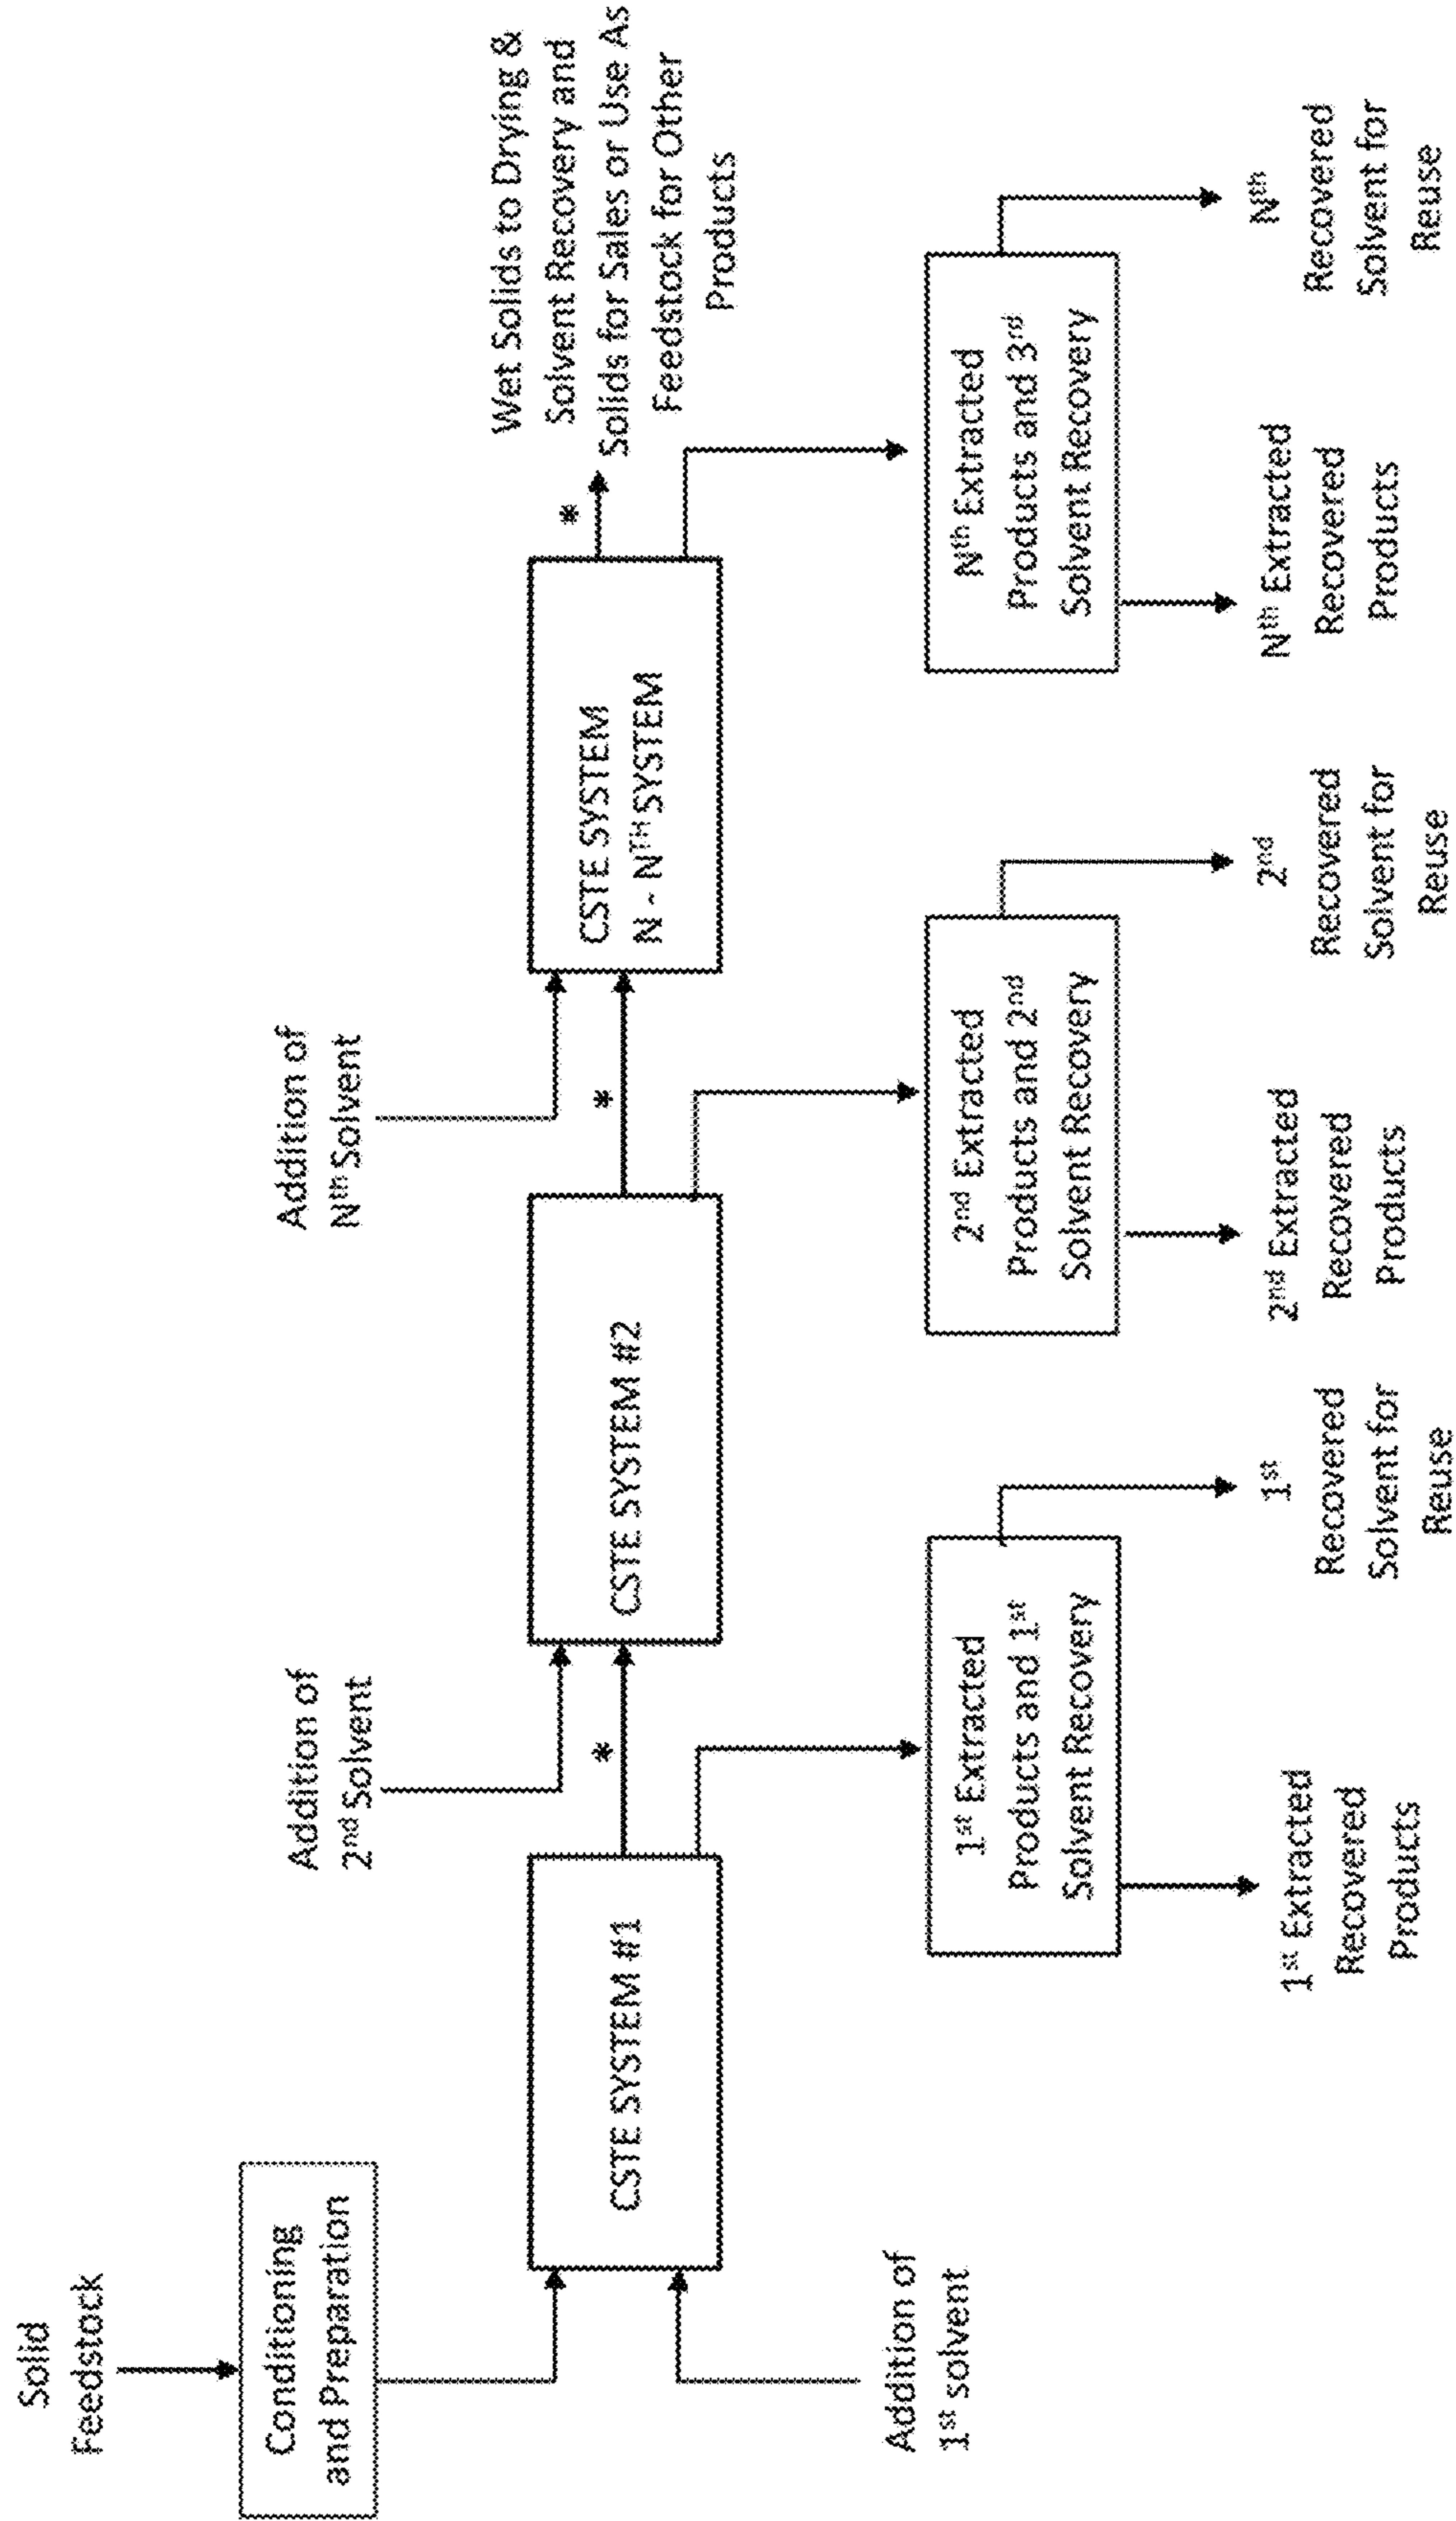 Solid
Feedstock
Conditioning
and Preparation
Addition of
1st solvent
CSTE SYSTEM #1
*
Addition of
2nd Solvent
CSTE SYSTEM #2
*
Addition of
Nth Solvent
CSTE SYSTEM
N - NTH SYSTEM
*
Wet Solids to Drying &
Solvent Recovery and
Solids for Sales or Use As
Feedstock for Other
Products
1st Extracted
Products and 1st
Solvent Recovery
2nd Extracted
Products and 2nd
Solvent Recovery
Nth Extracted
Products and 3rd
Solvent Recovery
1st Extracted
Recovered
Products
1st
Recovered
Solvent for
Reuse
2nd Extracted
Recovered
Products
2nd
Recovered
Solvent for
Reuse
Nth Extracted
Recovered
Products
Nth
Recovered
Solvent for
Reuse